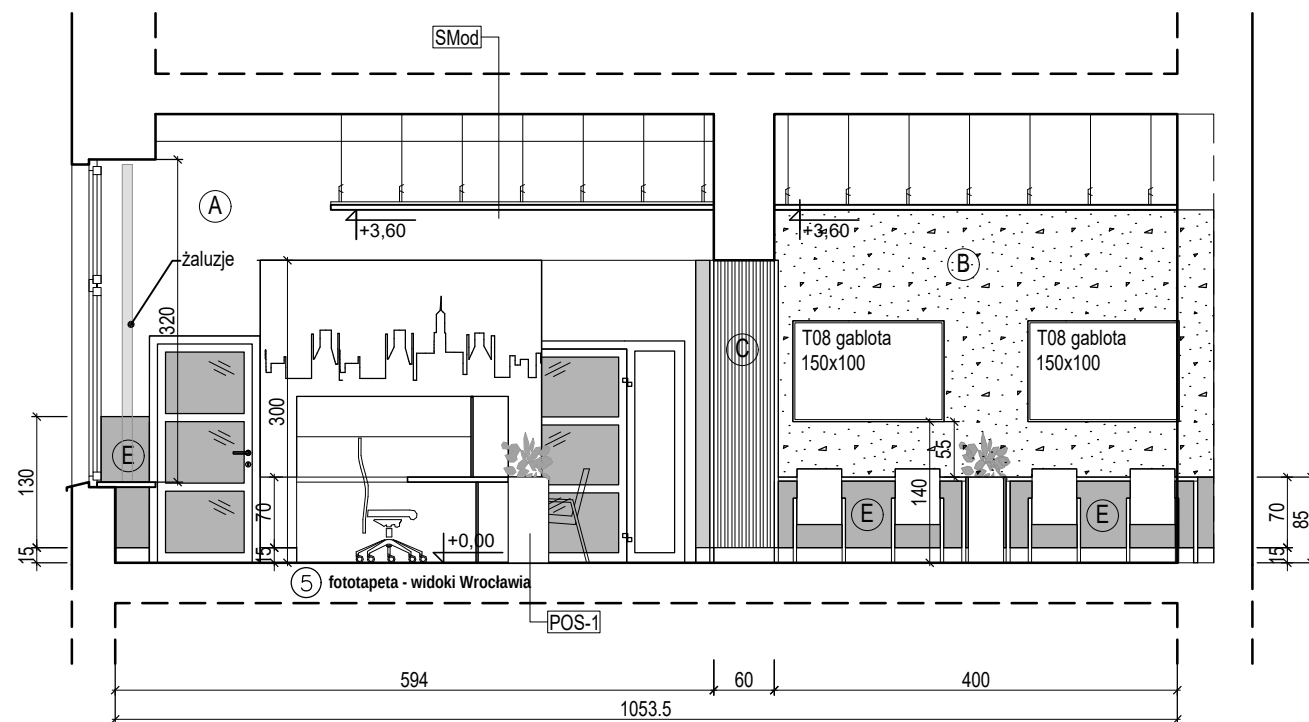 SMod
A
+3,60
+3,60
B
żaluzje
320
T08 gablota
150x100
T08 gablota
150x100
C
300
E
130
55
70
140
E
E
70
85
15
15
+0,00
15
5 fototapeta - widoki Wrocławia
POS-1
594
60
400
1053.5